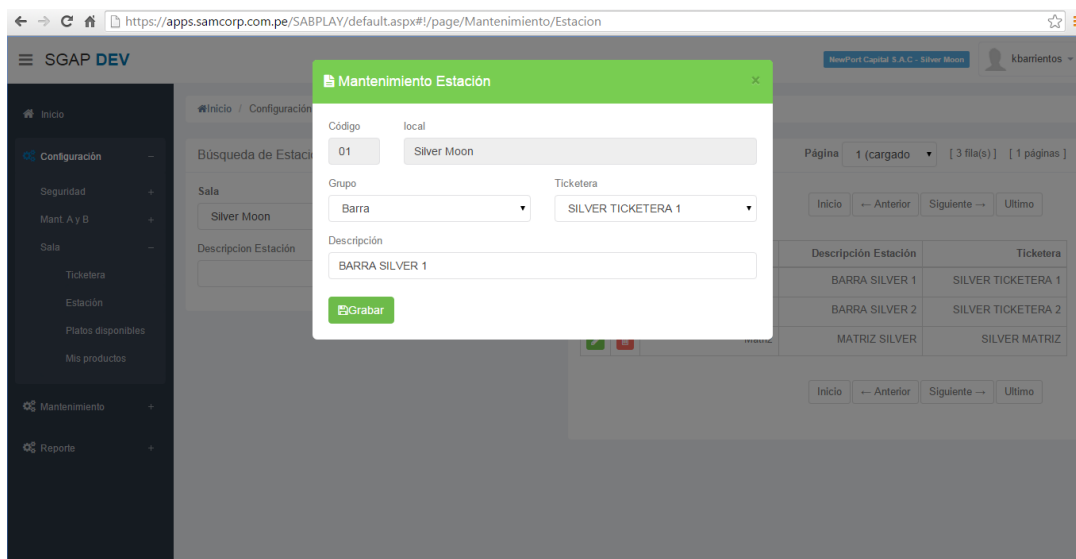 https://apps.samcorp.com.pe/SABPLAY/default.aspx#!/page/Mantenimiento/Estacion
SGAP DEV
NewPort Capital S.A.C - Silver Moon
kbarrientos
Inicio
Configuración
Seguridad
Mant. A y B
Sala
Ticketera
Estación
Platos disponibles
Mis productos
Mantenimiento
Reporte
Inicio / Configuración
Búsqueda de Estaci
Sala
Silver Moon
Descripcion Estación
Mantenimiento Estación ×
Código local
01 Silver Moon
Grupo Ticketera
Barra SILVER TICKETERA 1
Descripción
BARRA SILVER 1
Grabar
Página 1 (cargado [ 3 fila(s) ] [ 1 páginas ]
Inicio ← Anterior Siguiente → Ultimo
Descripción Estación Ticketera
BARRA SILVER 1 SILVER TICKETERA 1
BARRA SILVER 2 SILVER TICKETERA 2
Matriz MATRIZ SILVER SILVER MATRIZ
Inicio ← Anterior Siguiente → Ultimo